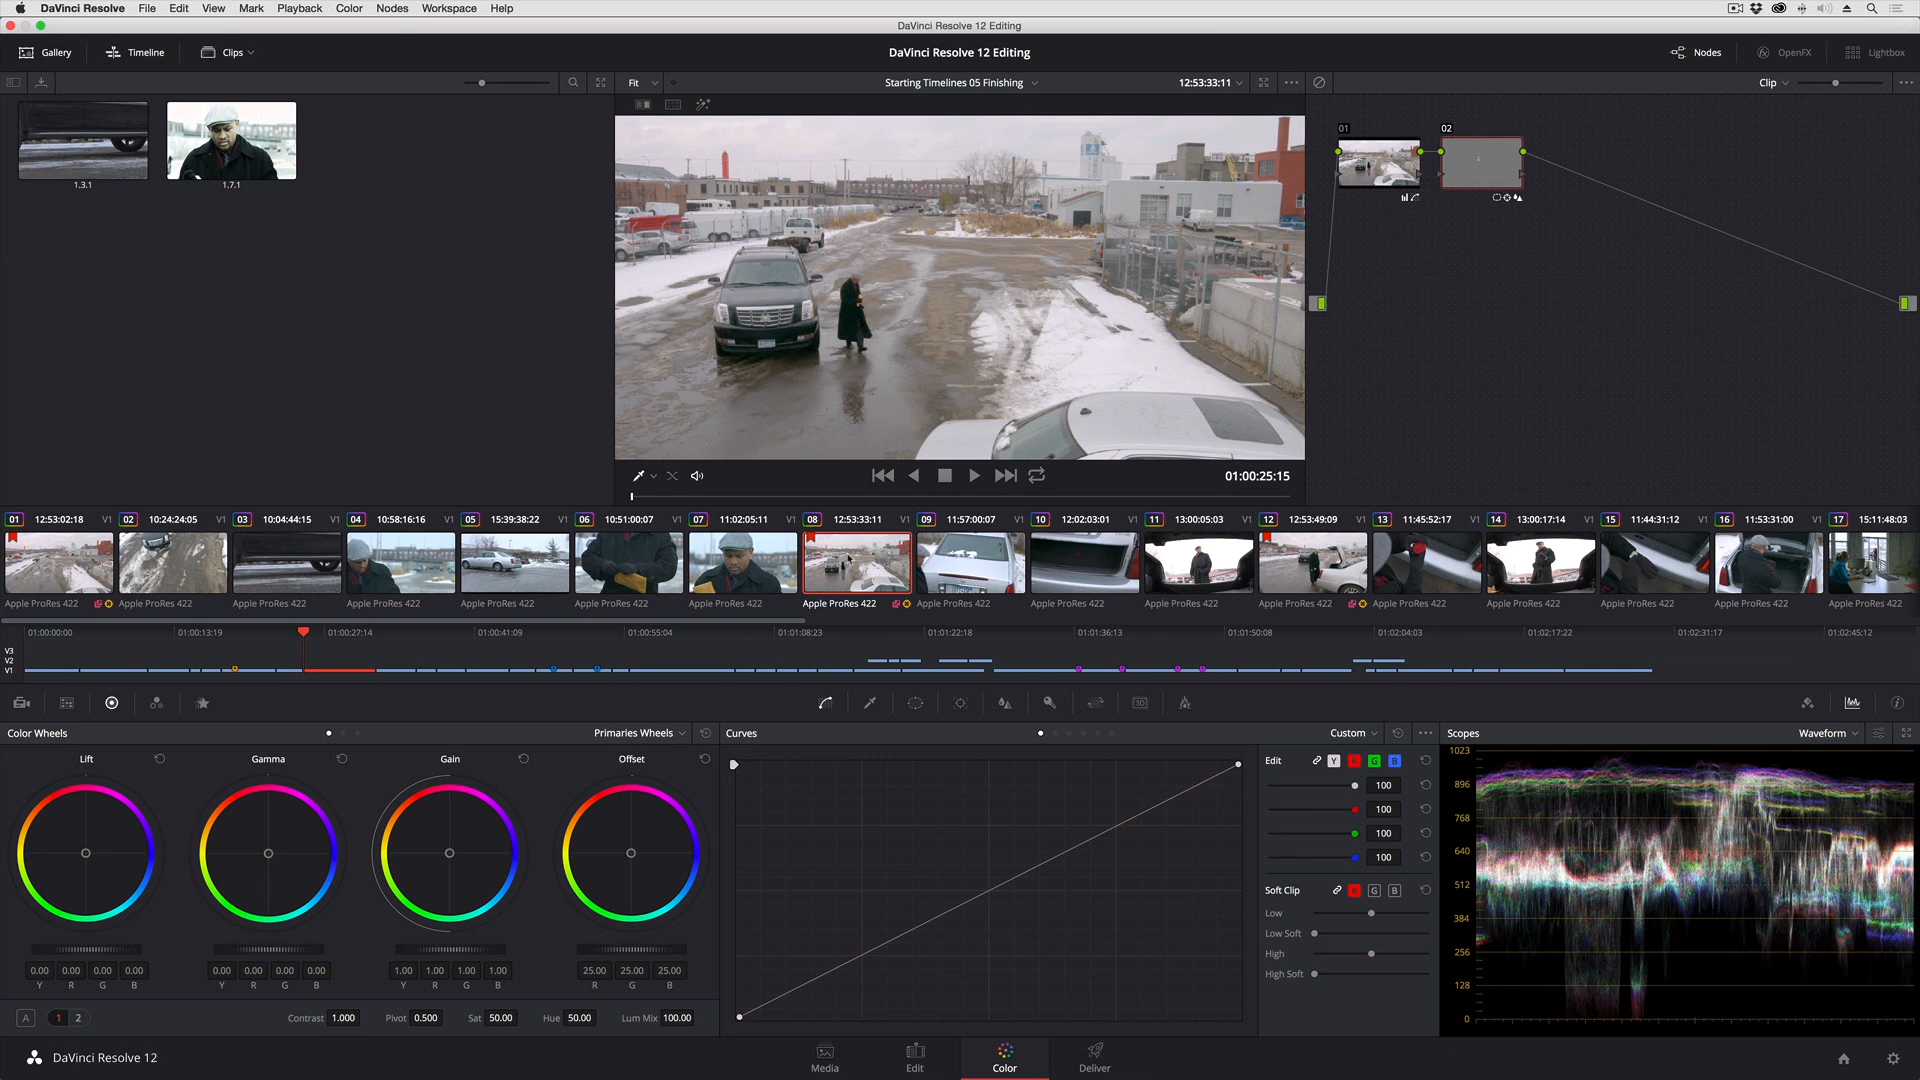 DaVinci Resolve File Edit View Mark Playback Color Nodes Workspace Help
DaVinci Resolve 12 Editing
Gallery Timeline Clips DaVinci Resolve 12 Editing Nodes OpenFX Lightbox
Fit Starting Timelines 05 Finishing 12:53:33:11 Clip
01 02
1.3.1 1.7.1
01:00:25:15
01 12:53:02:18 V1 02 10:24:24:05 V1 03 10:04:44:15 V1 04 10:58:16:16 V1 05 15:39:38:22 V1 06 10:51:00:07 V1 07 11:02:05:11 V1 08 12:53:33:11 V1 09 11:57:00:07 V1 10 12:02:03:01 V1 11 13:00:05:03 V1 12 12:53:49:09 V1 13 11:45:52:17 V1 14 13:00:17:14 V1 15 11:44:31:12 V1 16 11:53:31:00 V1 17 15:11:48:03
Apple ProRes 422 Apple ProRes 422 Apple ProRes 422 Apple ProRes 422 Apple ProRes 422 Apple ProRes 422 Apple ProRes 422 Apple ProRes 422 Apple ProRes 422 Apple ProRes 422 Apple ProRes 422 Apple ProRes 422 Apple ProRes 422 Apple ProRes 422 Apple ProRes 422 Apple ProRes 422 Apple ProRes 422
01:00:00:00 01:00:13:19 01:00:27:14 01:00:41:09 01:00:55:04 01:01:08:23 01:01:22:18 01:01:36:13 01:01:50:08 01:02:04:03 01:02:17:22 01:02:31:17 01:02:45:12
V3
V2
V1
Color Wheels Primaries Wheels Curves Custom Scopes Waveform
Lift Gamma Gain Offset
Edit Y R G B
100
100
100
100
Soft Clip R G B
Low
Low Soft
High
High Soft
1023
896
768
640
512
384
256
128
0
0.00 0.00 0.00 0.00 0.00 0.00 0.00 0.00 1.00 1.00 1.00 1.00 25.00 25.00 25.00
Y R G B Y R G B Y R G B R G B
A 1 2 Contrast 1.000 Pivot 0.500 Sat 50.00 Hue 50.00 Lum Mix 100.00
DaVinci Resolve 12 Media Edit Color Deliver